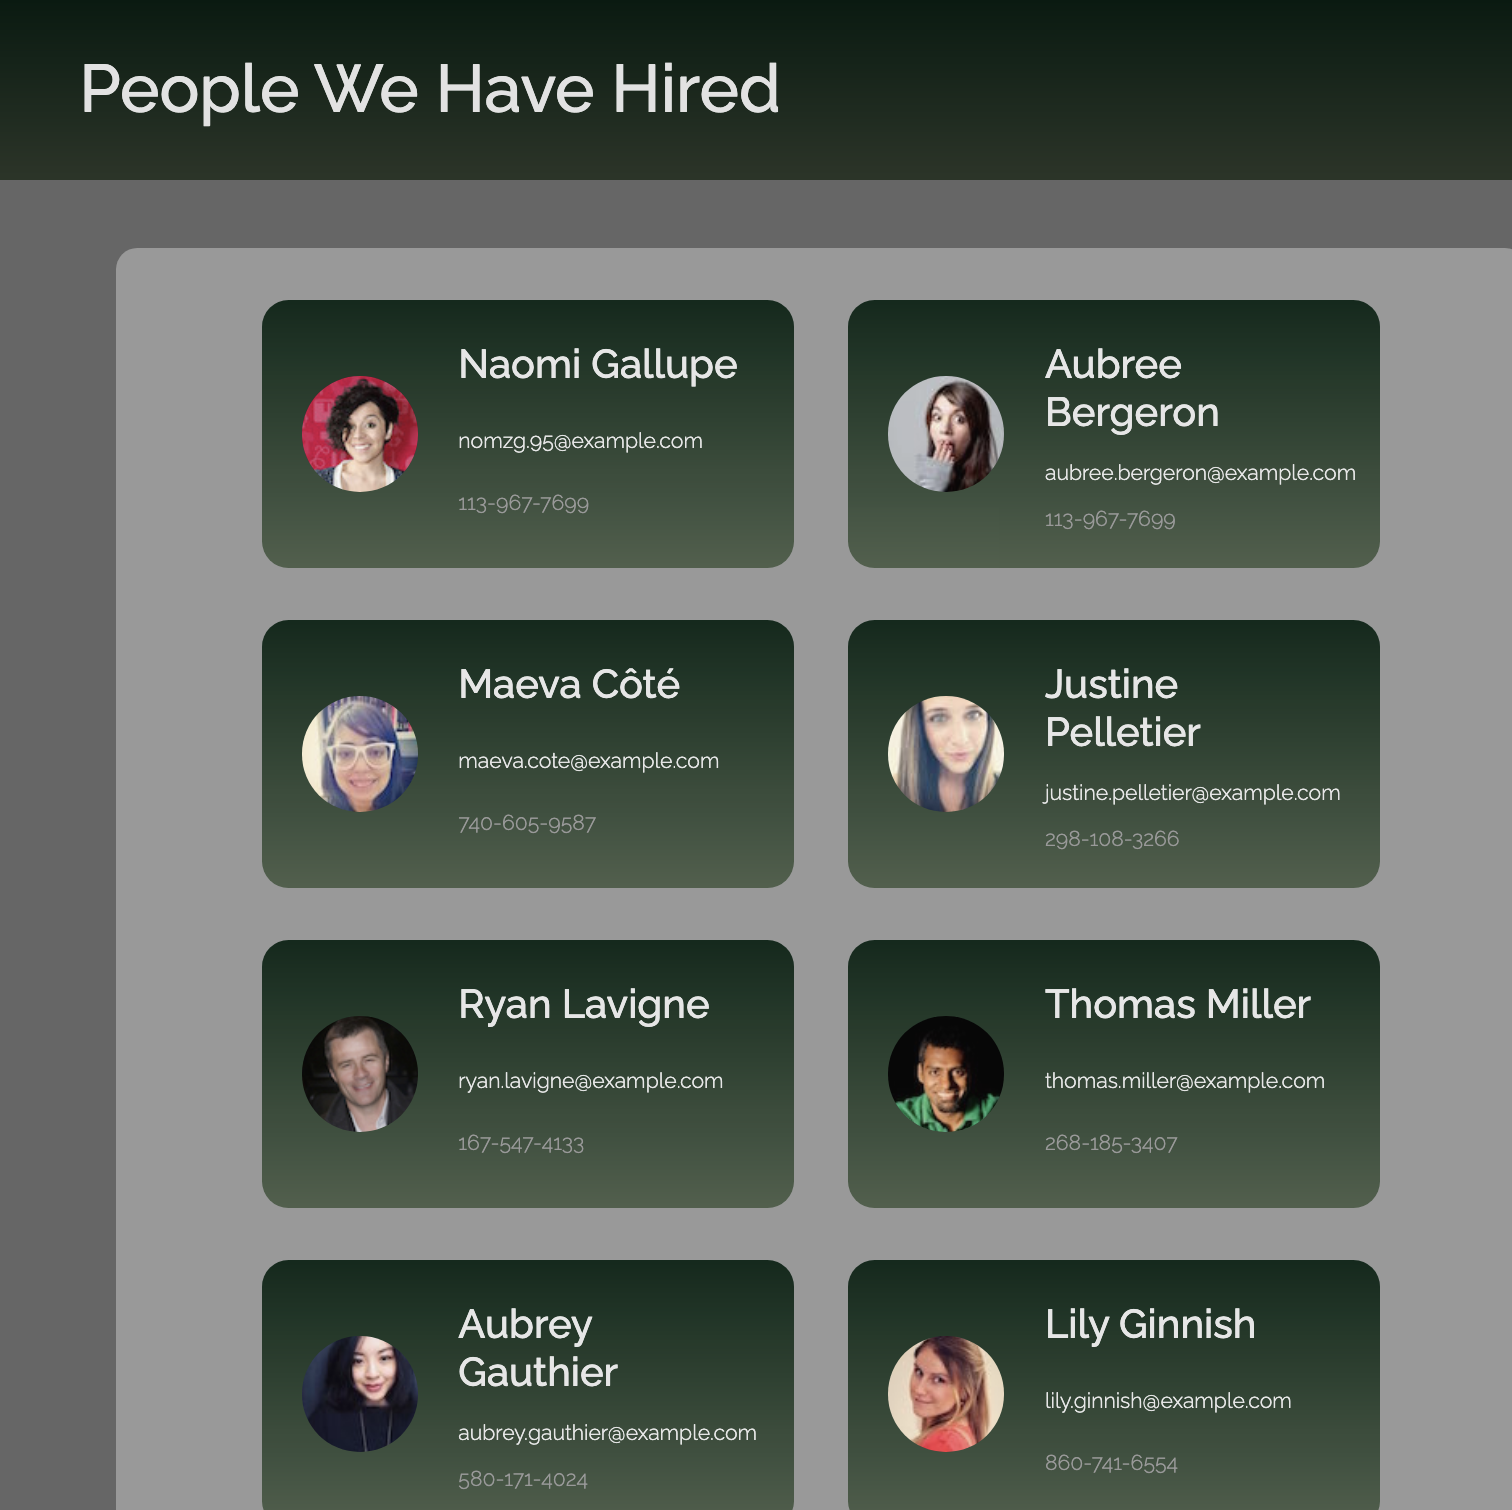 People We Have Hired
Naomi Gallupe
nomzg.95@example.com
113-967-7699
Aubree
Bergeron
aubree.bergeron@example.com
113-967-7699
Maeva Côté
maeva.cote@example.com
740-605-9587
Justine
Pelletier
justine.pelletier@example.com
298-108-3266
Ryan Lavigne
ryan.lavigne@example.com
167-547-4133
Thomas Miller
thomas.miller@example.com
268-185-3407
Aubrey
Gauthier
aubrey.gauthier@example.com
580-171-4024
Lily Ginnish
lily.ginnish@example.com
860-741-6554